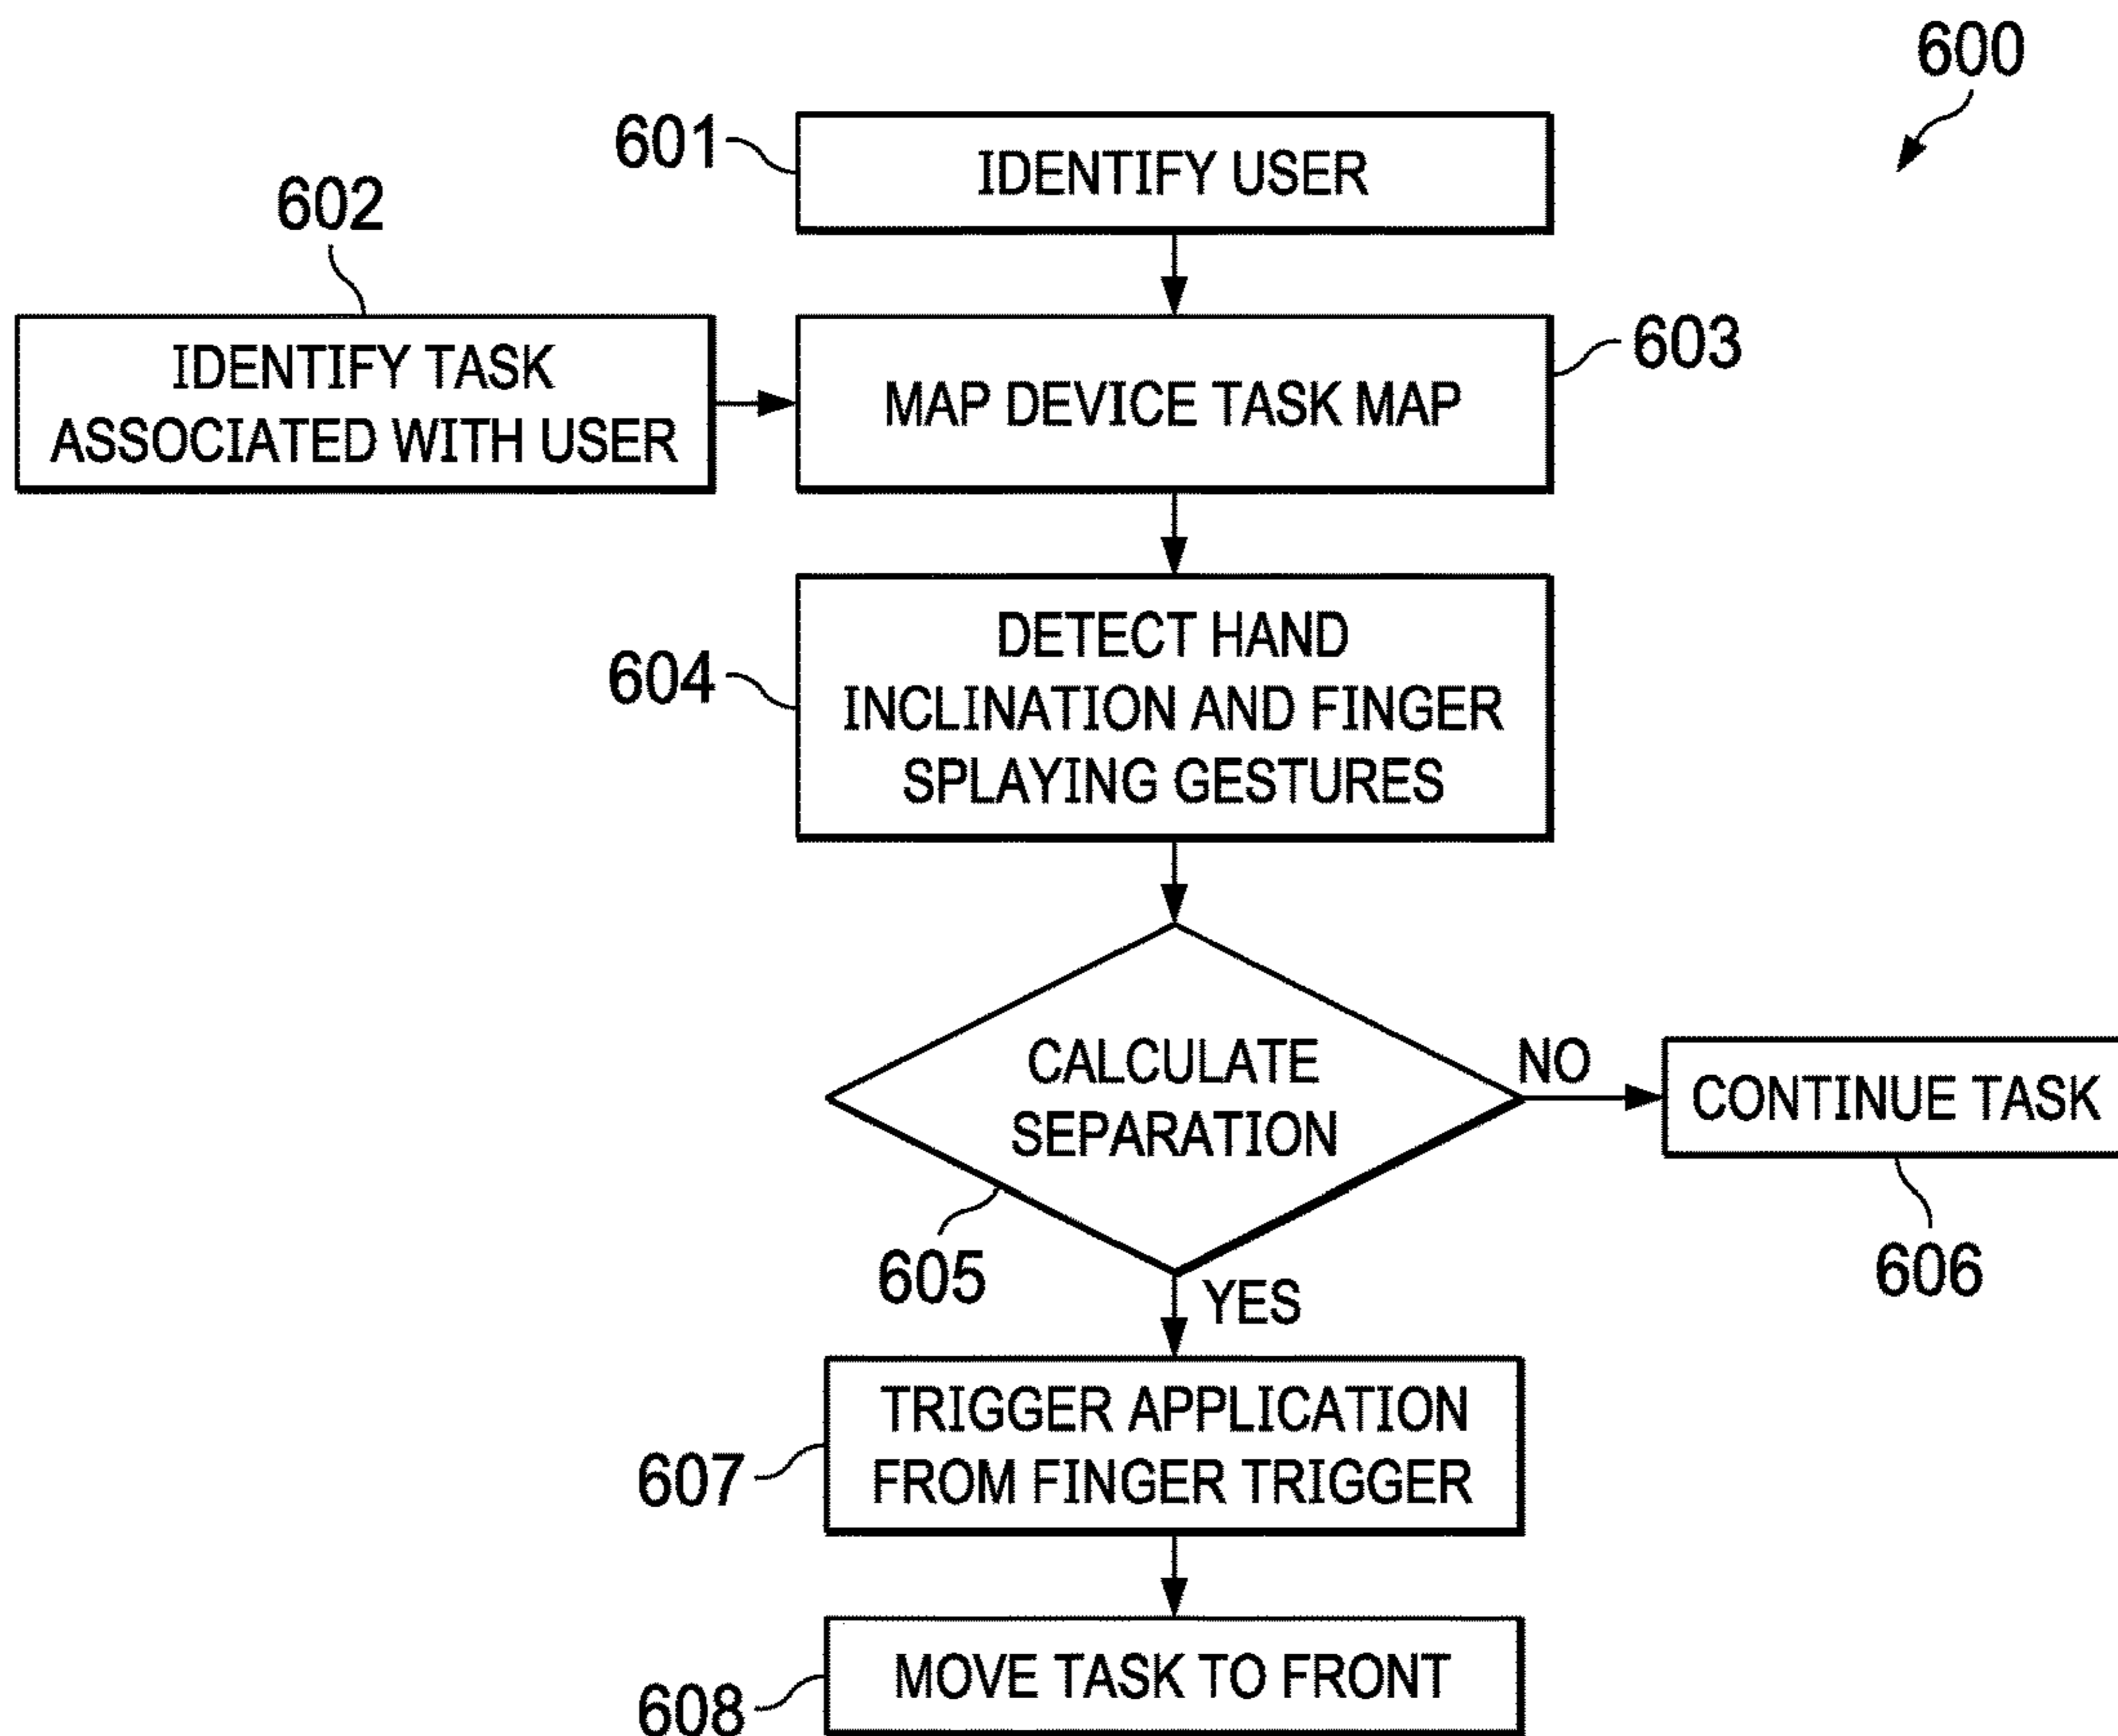 600
601
IDENTIFY USER
602
IDENTIFY TASK
ASSOCIATED WITH USER
MAP DEVICE TASK MAP
603
604
DETECT HAND
INCLINATION AND FINGER
SPLAYING GESTURES
CALCULATE
SEPARATION
NO
CONTINUE TASK
605
606
YES
TRIGGER APPLICATION
FROM FINGER TRIGGER
607
MOVE TASK TO FRONT
608